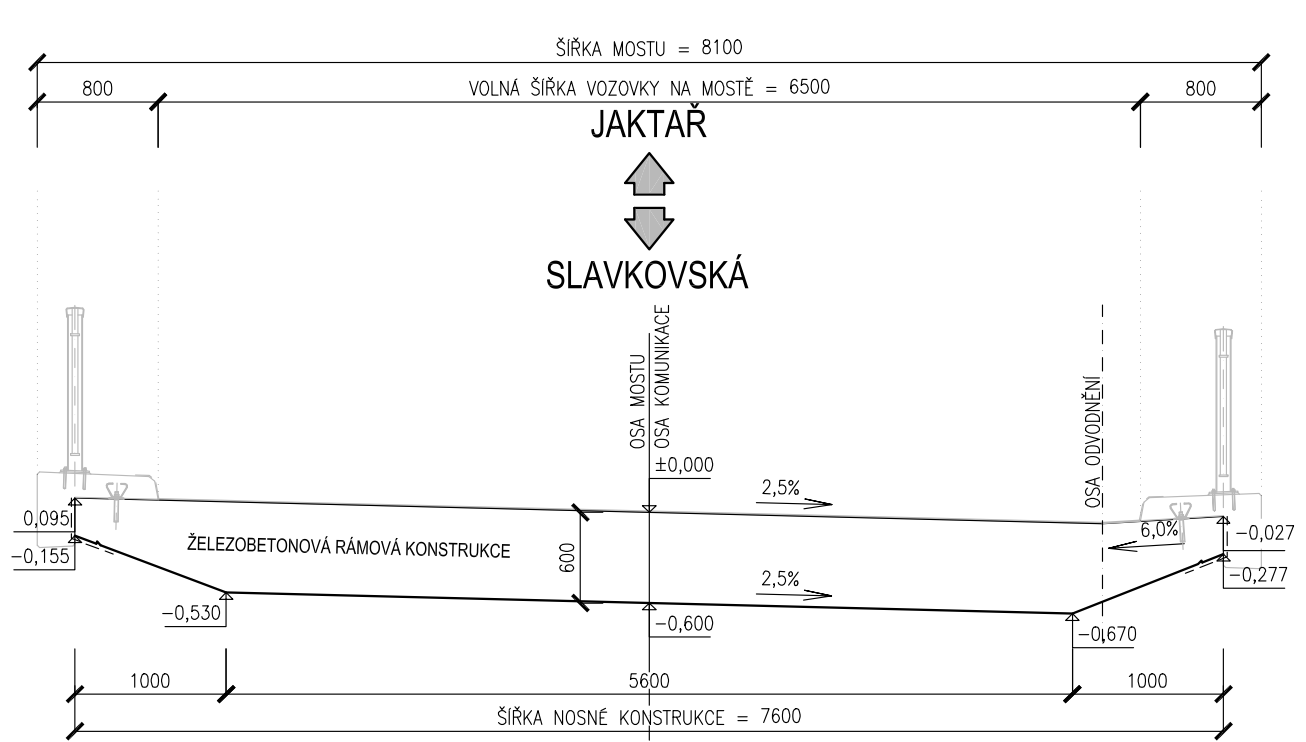 ŠÍŘKA MOSTU = 8100
800
VOLNÁ ŠÍŘKA VOZOVKY NA MOSTĚ = 6500
800
JAKTAŘ
SLAVKOVSKÁ
OSA MOSTU
OSA KOMUNIKACE
OSA ODVODNĚNÍ
±0,000
2,5%
0,095
-0,155
ŽELEZOBETONOVÁ RÁMOVÁ KONSTRUKCE
600
6,0%
-0,027
-0,277
2,5%
-0,530
-0,600
-0,670
1000
5600
1000
ŠÍŘKA NOSNÉ KONSTRUKCE = 7600